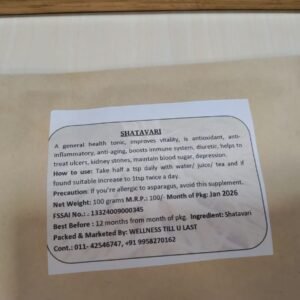 SHATAVARI
A general health tonic, improves vitality, is antioxidant, anti-
inflammatory, anti-aging, boosts immune system, diuretic, helps to
treat ulcers, kidney stones, maintain blood sugar, depression.
How to use: Take half a tsp daily with water/ juice/ tea and if
found suitable increase to 1tsp twice a day.
Precaution: If you're allergic to asparagus, avoid this supplement.
Net Weight: 100 grams M.R.P.: 100/- Month of Pkg: Jan 2026
FSSAI No.: : 13324009000345
Best Before : 12 months from month of pkg. Ingredient: Shatavari
Packed & Marketed By: WELLNESS TILL U LAST
Cont.: 011- 42546747, +91 9958270162